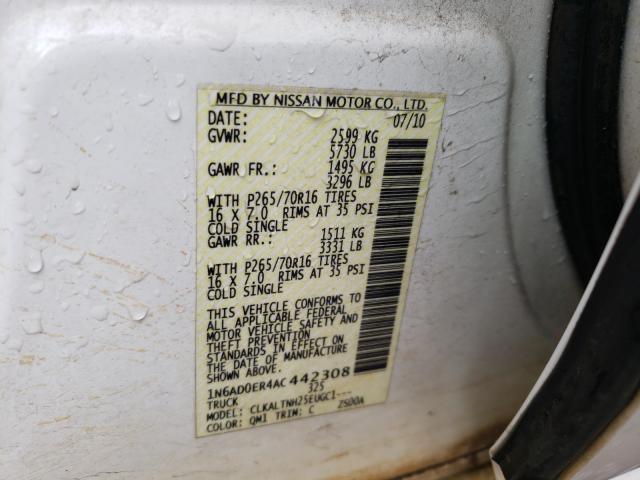 MFD BY NISSAN MOTOR CO., LTD.
DATE: 07/10
GVWR: 2599 KG
5730 LB
GAWR FR.: 1495 KG
3296 LB
WITH P265/70R16 TIRES
16 X 7.0 RIMS AT 35 PSI
COLD SINGLE
GAWR RR.: 1511 KG
3331 LB
WITH P265/70R16 TIRES
16 X 7.0 RIMS AT 35 PSI
COLD SINGLE
THIS VEHICLE CONFORMS TO
ALL APPLICABLE FEDERAL
MOTOR VEHICLE SAFETY AND
THEFT PREVENTION
STANDARDS IN EFFECT ON
THE DATE OF MANUFACTURE
SHOWN ABOVE.
1N6AD0ER4AC442308
TRUCK 325
MODEL: CLKALTNH25EUGC1---
COLOR: QM1 TRIM: C ZS00A